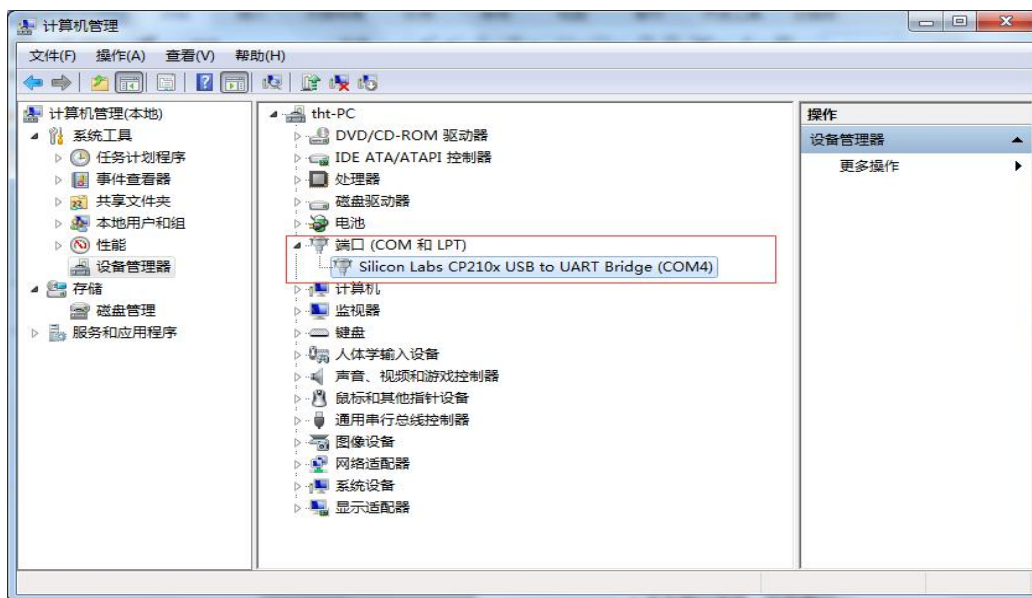 计算机管理
文件(F) 操作(A) 查看(V) 帮助(H)
计算机管理(本地)
系统工具
任务计划程序
事件查看器
共享文件夹
本地用户和组
性能
设备管理器
存储
磁盘管理
服务和应用程序
tht-PC
DVD/CD-ROM 驱动器
IDE ATA/ATAPI 控制器
处理器
磁盘驱动器
电池
端口 (COM 和 LPT)
Silicon Labs CP210x USB to UART Bridge (COM4)
计算机
监视器
键盘
人体学输入设备
声音、视频和游戏控制器
鼠标和其他指针设备
通用串行总线控制器
图像设备
网络适配器
系统设备
显示适配器
操作
设备管理器
更多操作